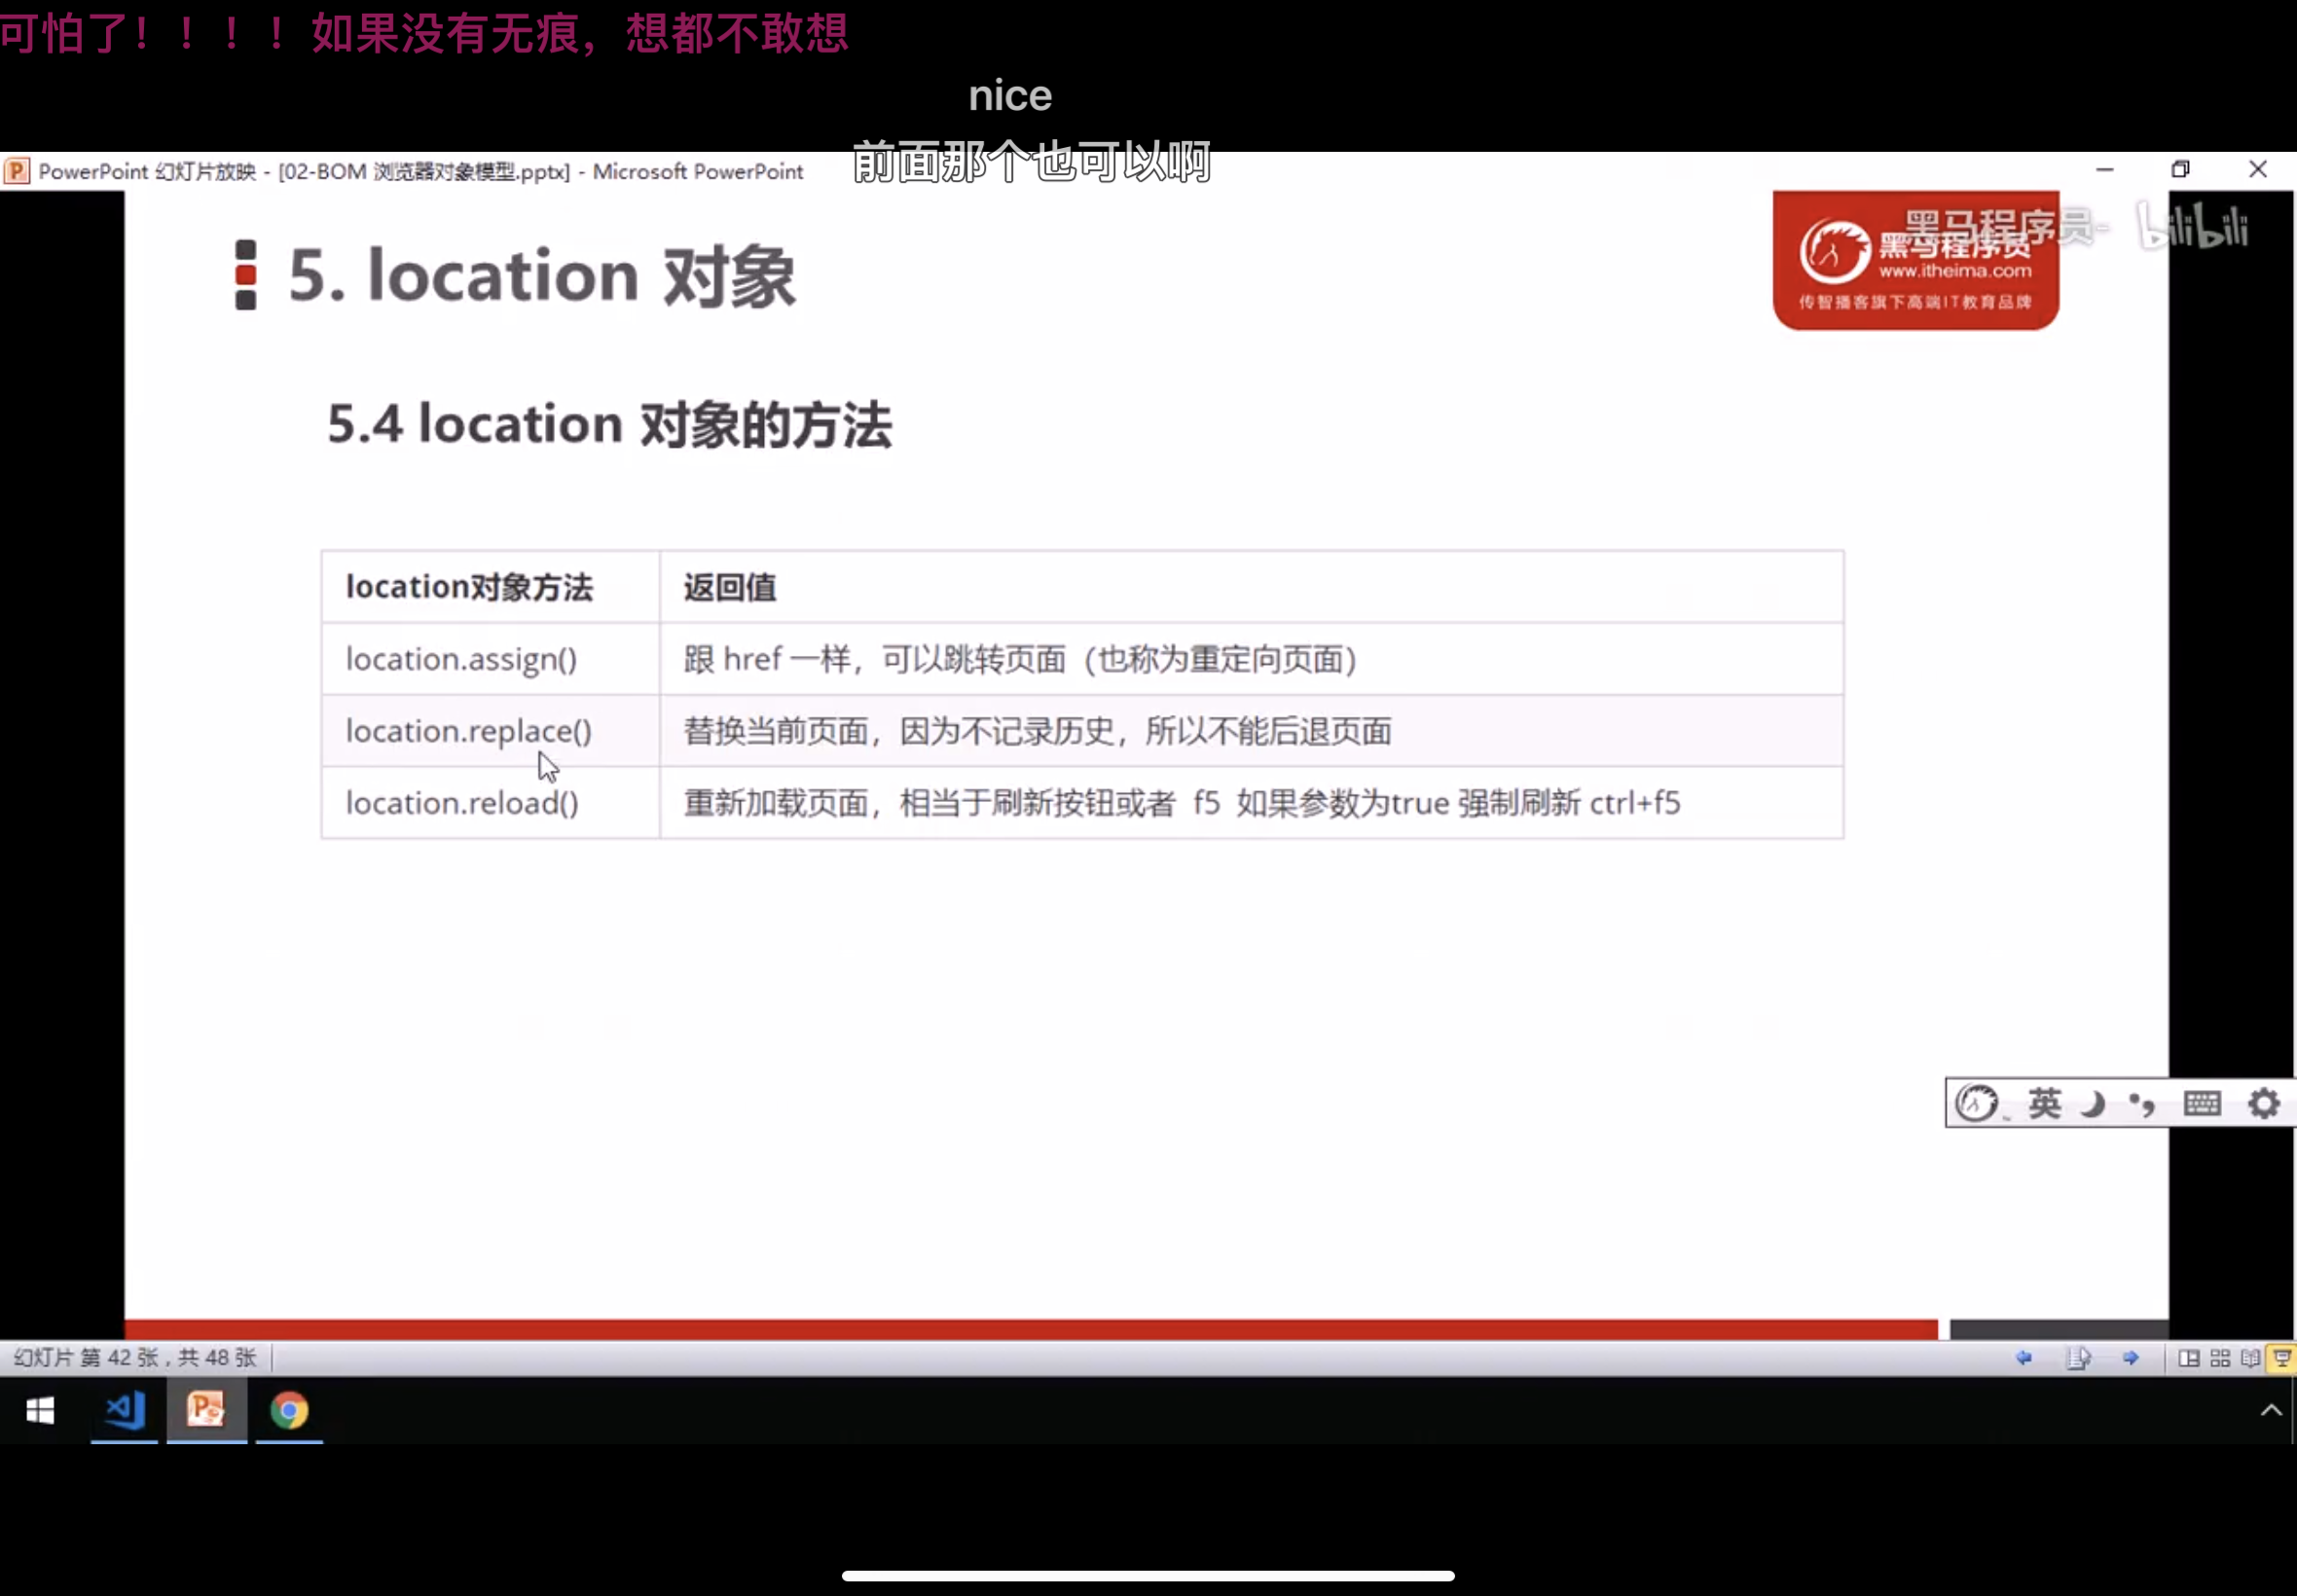 可怕了！！！！如果没有无痕，想都不敢想
nice
前面那个也可以啊
PowerPoint 幻灯片放映 - [02-BOM 浏览器对象模型.pptx] - Microsoft PowerPoint
黑马程序员-
bilibili
黑马程序员
www.itheima.com
传智播客旗下高端IT教育品牌
5. location 对象
5.4 location 对象的方法
location对象方法 返回值
location.assign() 跟 href 一样，可以跳转页面（也称为重定向页面）
location.replace() 替换当前页面，因为不记录历史，所以不能后退页面
location.reload() 重新加载页面，相当于刷新按钮或者 f5 如果参数为true 强制刷新 ctrl+f5
英
幻灯片 第 42 张，共 48 张